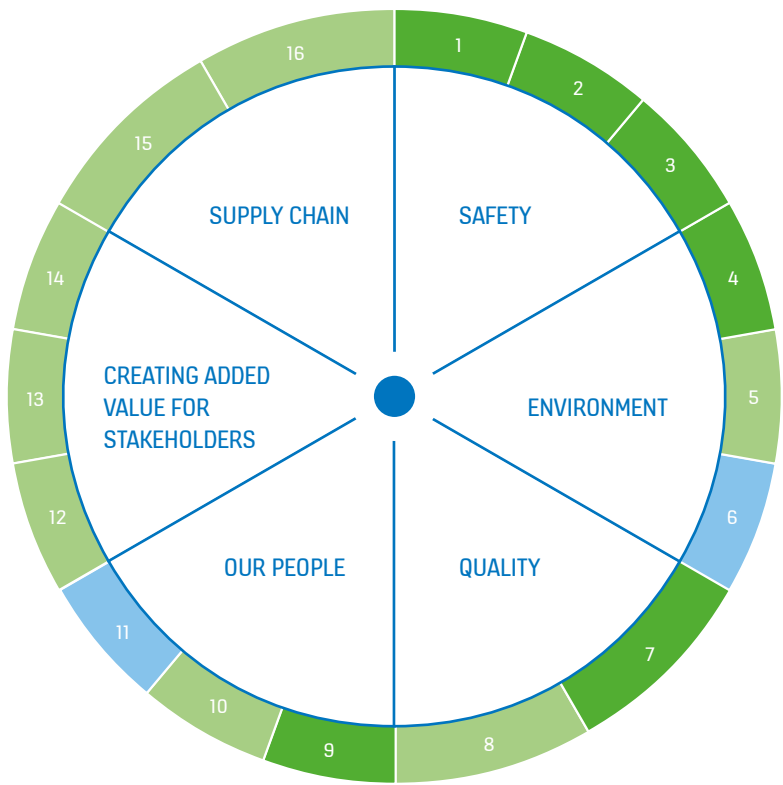 16
1
2
15
3
SUPPLY CHAIN
SAFETY
14
4
CREATING ADDED
VALUE FOR
STAKEHOLDERS
13
5
ENVIRONMENT
12
6
OUR PEOPLE
QUALITY
11
7
10
9
8